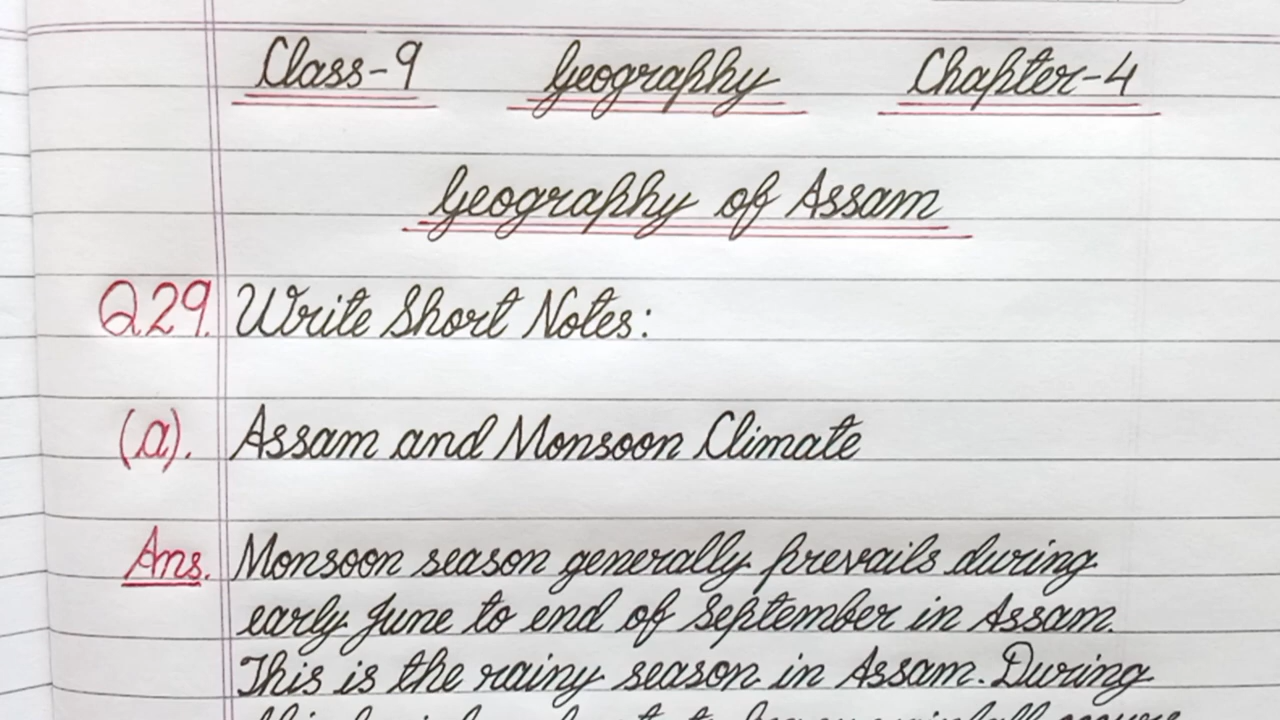 Class-9 Geography Chapter-4
Geography of Assam
Q29. Write Short Notes:
(a). Assam and Monsoon Climate
Ans. Monsoon season generally prevails during
early June to end of September in Assam.
This is the rainy season in Assam. During